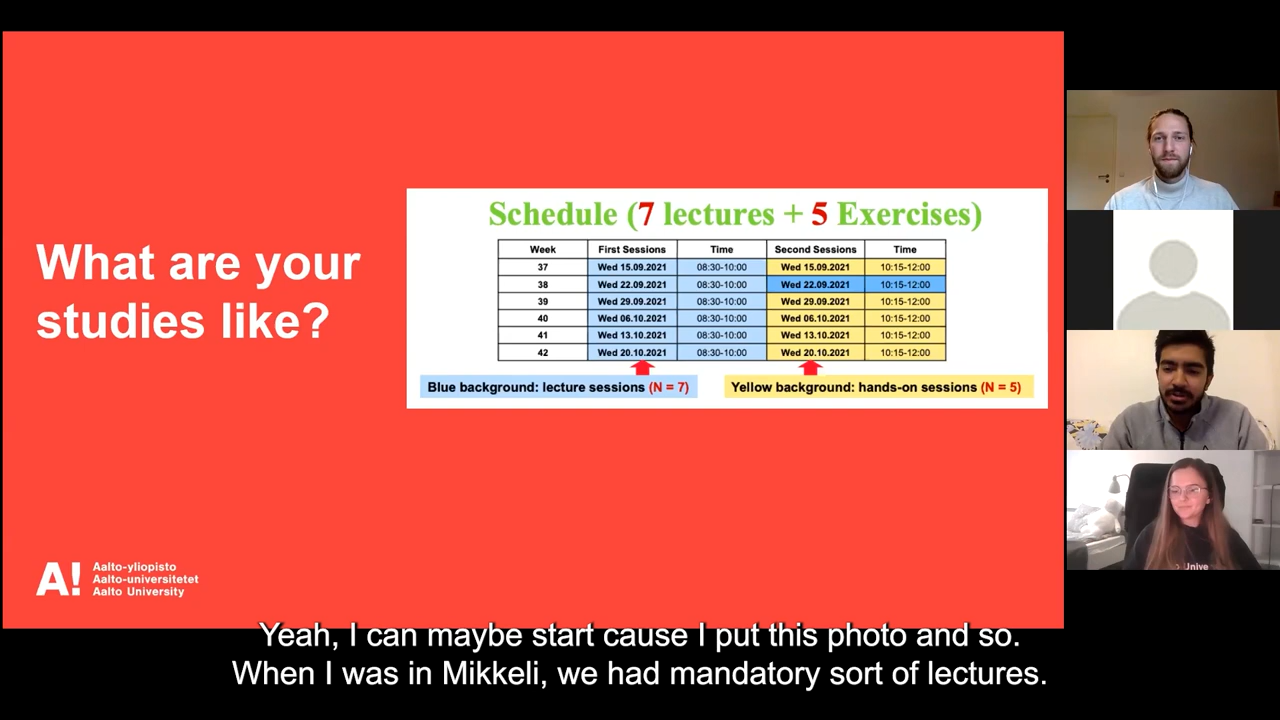 What are your
studies like?
Schedule (7 lectures + 5 Exercises)
Week First Sessions Time Second Sessions Time
37 Wed 15.09.2021 08:30-10:00 Wed 15.09.2021 10:15-12:00
38 Wed 22.09.2021 08:30-10:00 Wed 22.09.2021 10:15-12:00
39 Wed 29.09.2021 08:30-10:00 Wed 29.09.2021 10:15-12:00
40 Wed 06.10.2021 08:30-10:00 Wed 06.10.2021 10:15-12:00
41 Wed 13.10.2021 08:30-10:00 Wed 13.10.2021 10:15-12:00
42 Wed 20.10.2021 08:30-10:00 Wed 20.10.2021 10:15-12:00
Blue background: lecture sessions (N = 7) Yellow background: hands-on sessions (N = 5)
A!
Aalto-yliopisto
Aalto-universitetet
Aalto University
Unive
Yeah, I can maybe start cause I put this photo and so.
When I was in Mikkeli, we had mandatory sort of lectures.